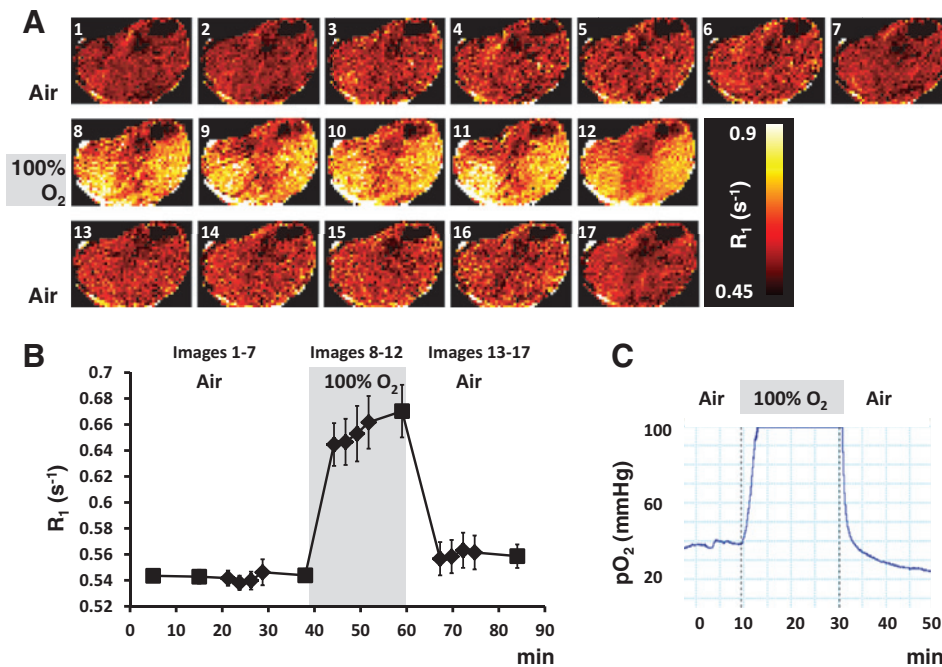 A
1 2 3 4 5 6 7
Air
8 9 10 11 12
100% O2
13 14 15 16 17
Air
0.9
R1 (s-1)
0.45
B
Images 1-7 Images 8-12 Images 13-17
Air 100% O2 Air
0.7
0.68
0.66
0.64
0.62
0.6
0.58
0.56
0.54
0.52
R1 (s-1)
0 10 20 30 40 50 60 70 80 90
min
C
Air 100% O2 Air
100
60
20
pO2 (mmHg)
0 10 20 30 40 50
min